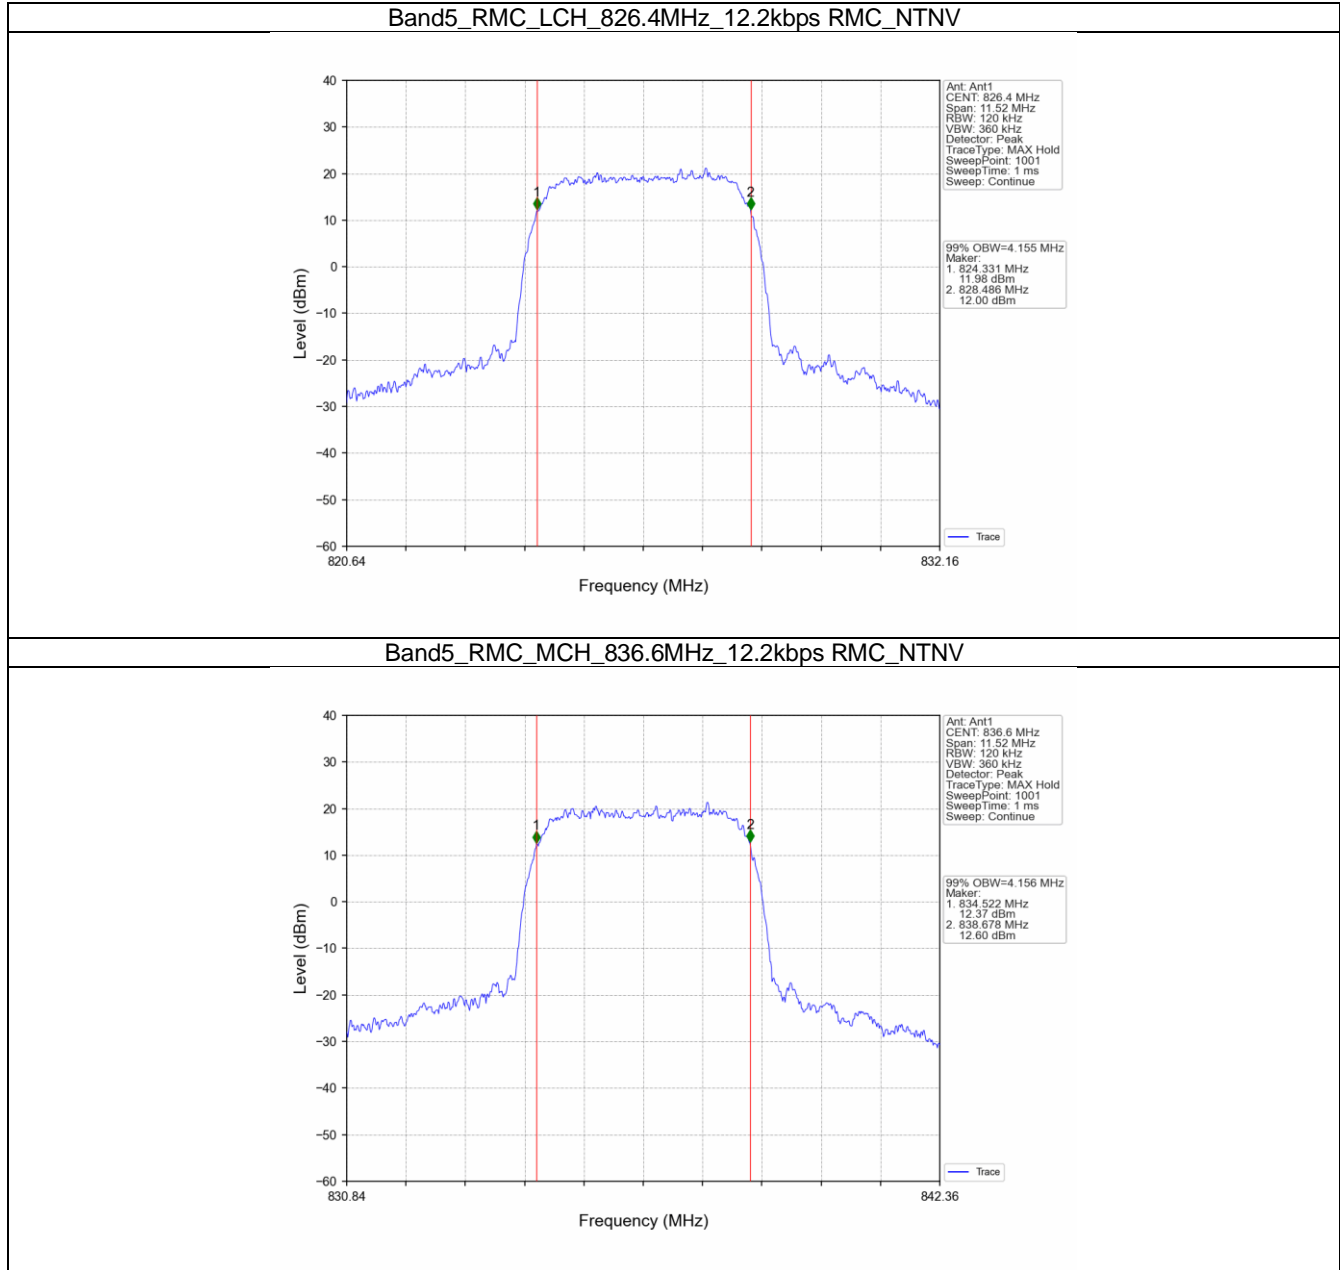 Band5_RMC_LCH_826.4MHz_12.2kbps RMC_NTNV
40
30
20
10
0
−10
−20
−30
−40
−50
−60
Level (dBm)
1
2
820.64
832.16
Frequency (MHz)
Ant: Ant1
CENT: 826.4 MHz
Span: 11.52 MHz
RBW: 120 kHz
VBW: 360 kHz
Detector: Peak
TraceType: MAX Hold
SweepPoint: 1001
SweepTime: 1 ms
Sweep: Continue
99% OBW=4.155 MHz
Maker:
1. 824.331 MHz
11.98 dBm
2. 828.486 MHz
12.00 dBm
Trace
Band5_RMC_MCH_836.6MHz_12.2kbps RMC_NTNV
40
30
20
10
0
−10
−20
−30
−40
−50
−60
Level (dBm)
1
2
830.84
842.36
Frequency (MHz)
Ant: Ant1
CENT: 836.6 MHz
Span: 11.52 MHz
RBW: 120 kHz
VBW: 360 kHz
Detector: Peak
TraceType: MAX Hold
SweepPoint: 1001
SweepTime: 1 ms
Sweep: Continue
99% OBW=4.156 MHz
Maker:
1. 834.522 MHz
12.37 dBm
2. 838.678 MHz
12.60 dBm
Trace